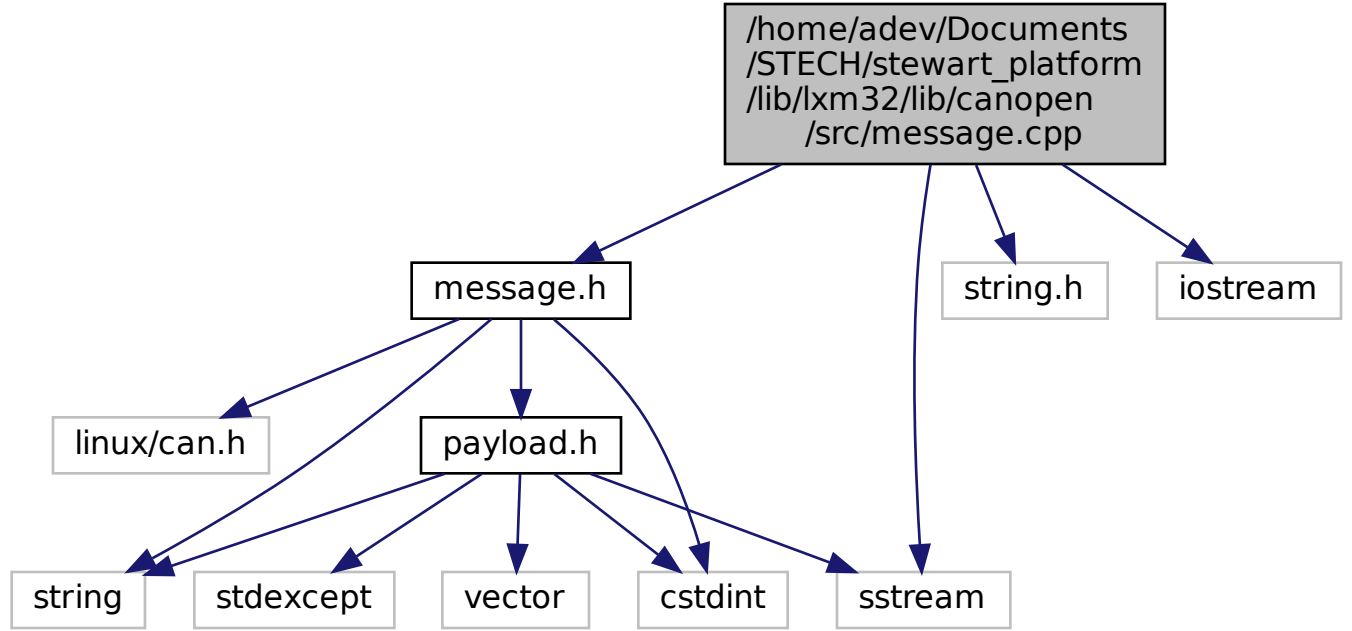 /home/adev/Documents
/STECH/stewart_platform
/lib/lxm32/lib/canopen
/src/message.cpp
message.h
string.h
iostream
linux/can.h
payload.h
string
stdexcept
vector
cstdint
sstream